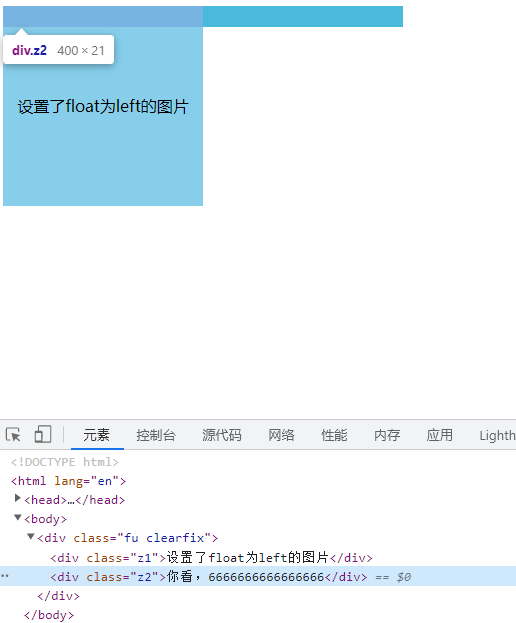 div.z2 400 × 21
设置了float为left的图片
元素 控制台 源代码 网络 性能 内存 应用 Lighth
<!DOCTYPE html>
<html lang="en">
<head>…</head>
<body>
<div class="fu clearfix">
<div class="z1">设置了float为left的图片</div>
<div class="z2">你看，6666666666666666</div> == $0
</div>
</body>